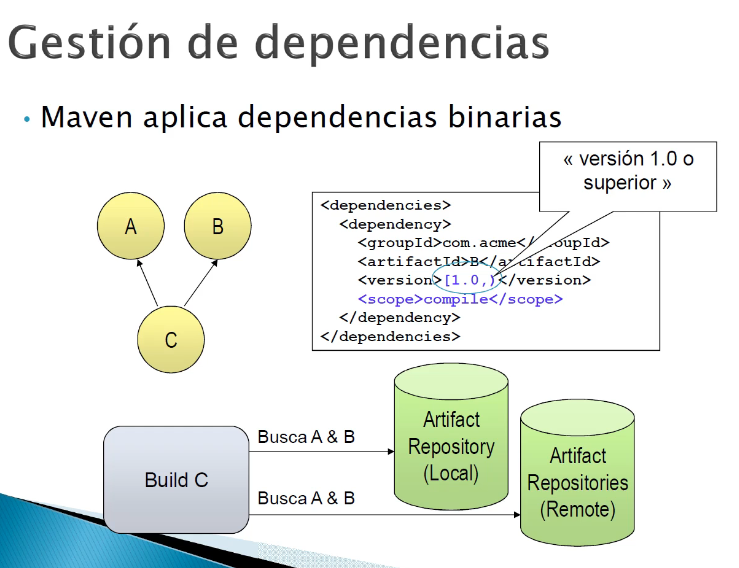 Gestión de dependencias
• Maven aplica dependencias binarias
« versión 1.0 o
superior »
A
B
C
<dependencies>
<dependency>
<groupId>com.acme</groupId>
<artifactId>B</artifactId>
<version>[1.0,)</version>
<scope>compile</scope>
</dependency>
</dependencies>
Build C
Busca A & B
Busca A & B
Artifact
Repository
(Local)
Artifact
Repositories
(Remote)